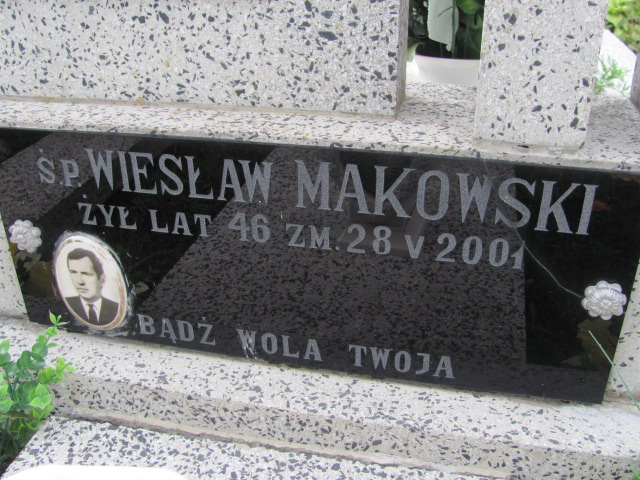 Ś.P. WIESŁAW MAKOWSKI
ŻYŁ LAT 46 ZM. 28 V 2001
BĄDŹ WOLA TWOJA